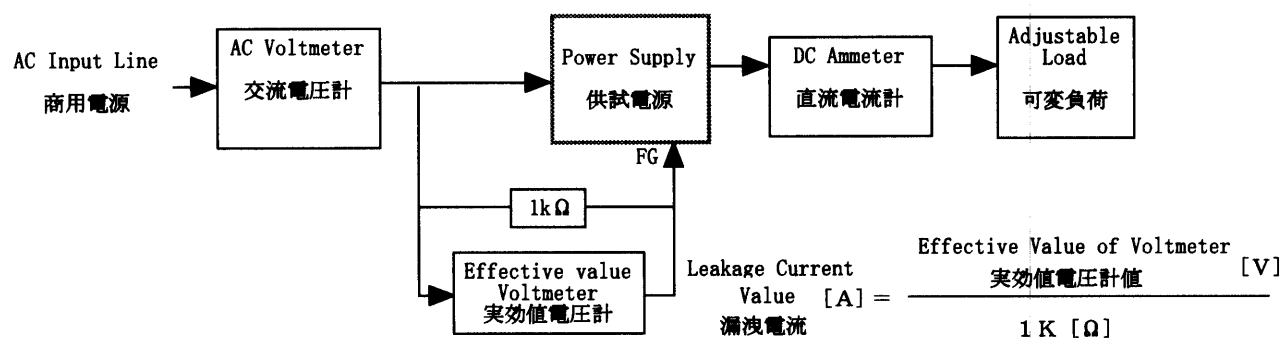 AC Input Line
商用電源
AC Voltmeter
交流電圧計
Power Supply
供試電源
FG
DC Ammeter
直流電流計
Adjustable
Load
可変負荷
1kΩ
Effective value
Voltmeter
実効値電圧計
Leakage Current
Value [A] =
漏洩電流
Effective Value of Voltmeter
実効値電圧計値 [V]
1K [Ω]